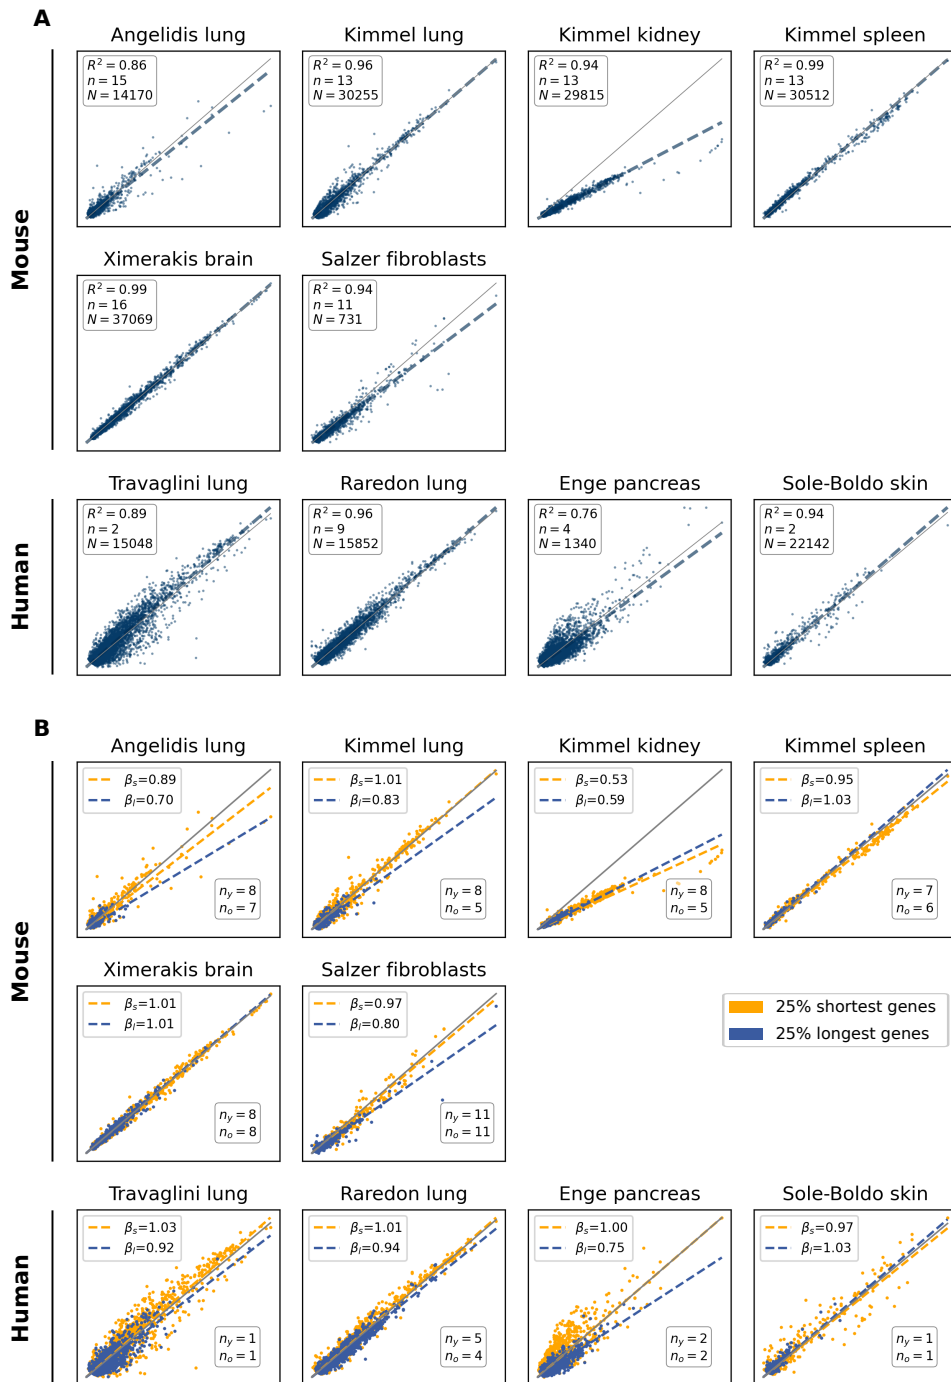 A
Angelidis lung
Kimmel lung
Kimmel kidney
Kimmel spleen
R² = 0.86
n = 15
N = 14170
R² = 0.96
n = 13
N = 30255
R² = 0.94
n = 13
N = 29815
R² = 0.99
n = 13
N = 30512
Mouse
Ximerakis brain
Salzer fibroblasts
R² = 0.99
n = 16
N = 37069
R² = 0.94
n = 11
N = 731
Human
Travaglini lung
Raredon lung
Enge pancreas
Sole-Boldo skin
R² = 0.89
n = 2
N = 15048
R² = 0.96
n = 9
N = 15852
R² = 0.76
n = 4
N = 1340
R² = 0.94
n = 2
N = 22142
B
Angelidis lung
Kimmel lung
Kimmel kidney
Kimmel spleen
βs=0.89
βl=0.70
ny = 8
no = 7
βs=1.01
βl=0.83
ny = 8
no = 5
βs=0.53
βl=0.59
ny = 8
no = 5
βs=0.95
βl=1.03
ny = 7
no = 6
Mouse
Ximerakis brain
Salzer fibroblasts
βs=1.01
βl=1.01
ny = 8
no = 8
βs=0.97
βl=0.80
ny = 11
no = 11
25% shortest genes
25% longest genes
Human
Travaglini lung
Raredon lung
Enge pancreas
Sole-Boldo skin
βs=1.03
βl=0.92
ny = 1
no = 1
βs=1.01
βl=0.94
ny = 5
no = 4
βs=1.00
βl=0.75
ny = 2
no = 2
βs=0.97
βl=1.03
ny = 1
no = 1